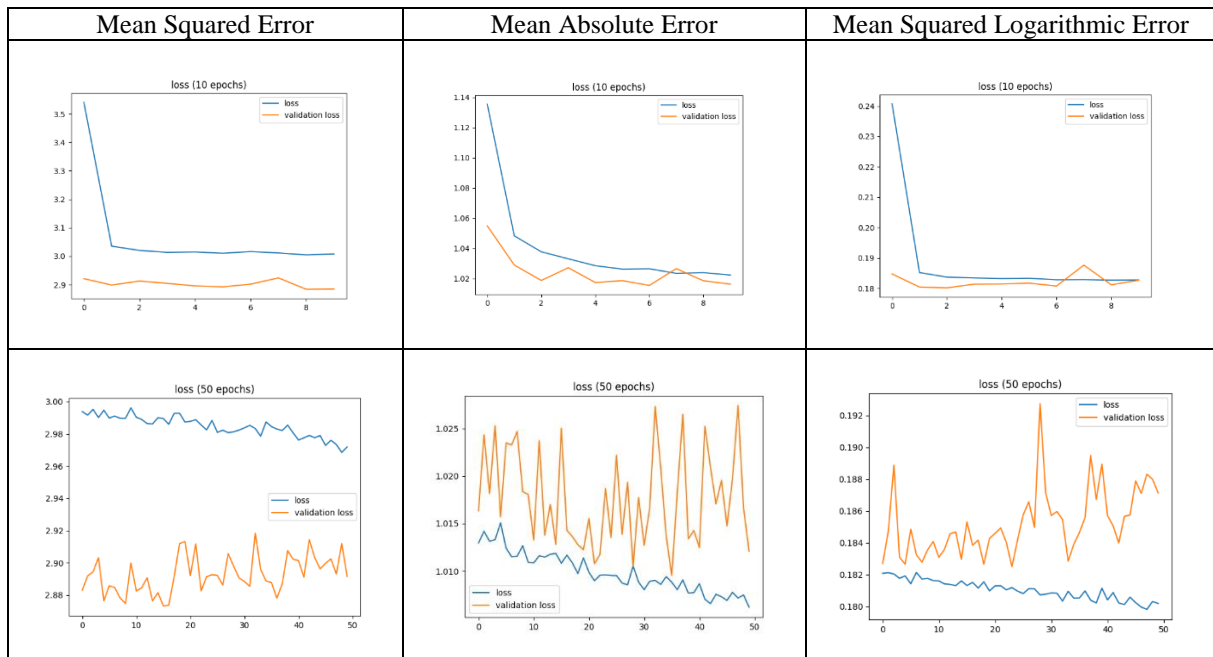 Mean Squared Error Mean Absolute Error Mean Squared Logarithmic Error
loss (10 epochs)
loss
validation loss
3.5
3.4
3.3
3.2
3.1
3.0
2.9
0 2 4 6 8
loss (10 epochs)
loss
validation loss
1.14
1.12
1.10
1.08
1.06
1.04
1.02
0 2 4 6 8
loss (10 epochs)
loss
validation loss
0.24
0.23
0.22
0.21
0.20
0.19
0.18
0 2 4 6 8
loss (50 epochs)
3.00
2.98
2.96
2.94
2.92
2.90
2.88
loss
validation loss
0 10 20 30 40 50
loss (50 epochs)
1.025
1.020
1.015
1.010
loss
validation loss
0 10 20 30 40 50
loss (50 epochs)
loss
validation loss
0.192
0.190
0.188
0.186
0.184
0.182
0.180
0 10 20 30 40 50